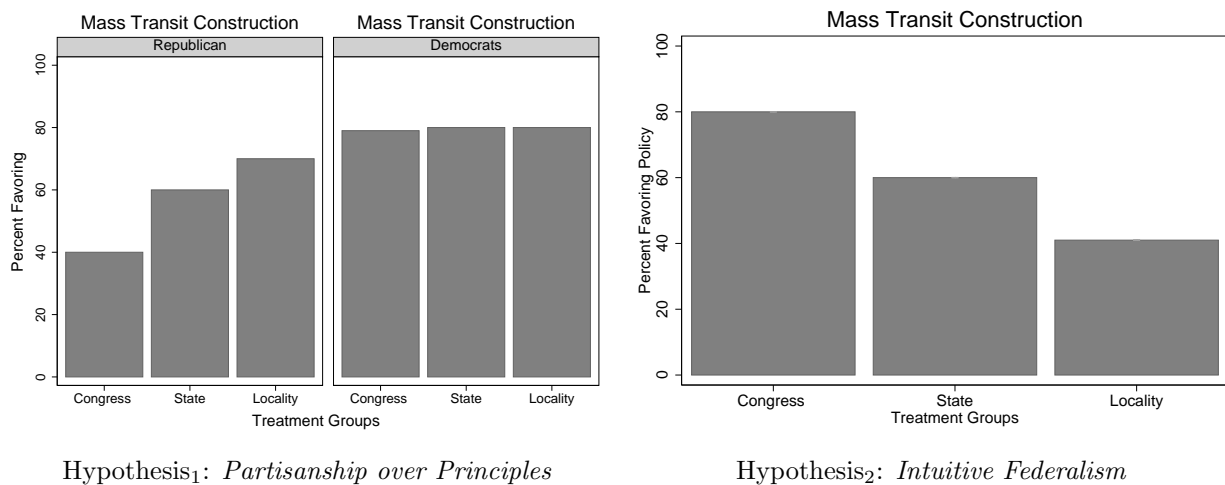 Mass Transit Construction
Mass Transit Construction
Republican
Democrats
Percent Favoring
100
80
60
40
20
0
Congress
State
Locality
Congress
State
Locality
Treatment Groups
Hypothesis₁: Partisanship over Principles
Mass Transit Construction
Percent Favoring Policy
100
80
60
40
20
0
Congress
State
Locality
Treatment Groups
Hypothesis₂: Intuitive Federalism